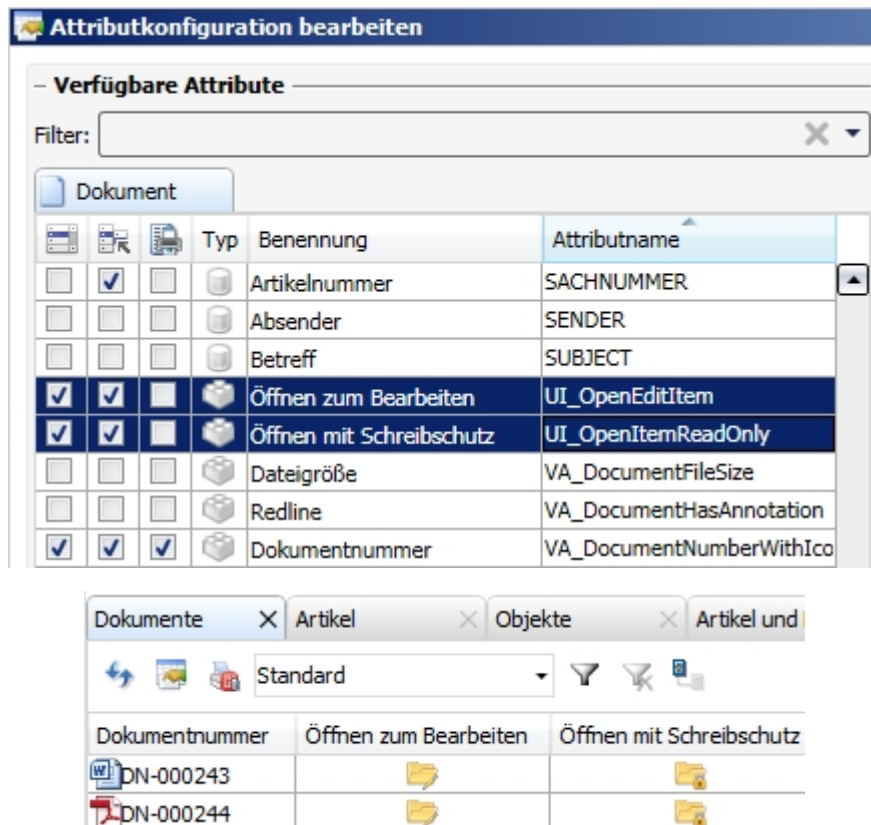 Attributkonfiguration bearbeiten
Verfügbare Attribute
Filter:
Dokument
Typ Benennung Attributname
Artikelnummer SACHNUMMER
Absender SENDER
Betreff SUBJECT
Öffnen zum Bearbeiten UI_OpenEditItem
Öffnen mit Schreibschutz UI_OpenItemReadOnly
Dateigröße VA_DocumentFileSize
Redline VA_DocumentHasAnnotation
Dokumentnummer VA_DocumentNumberWithIco
Dokumente Artikel Objekte Artikel und
Standard
Dokumentnummer Öffnen zum Bearbeiten Öffnen mit Schreibschutz
DN-000243
DN-000244